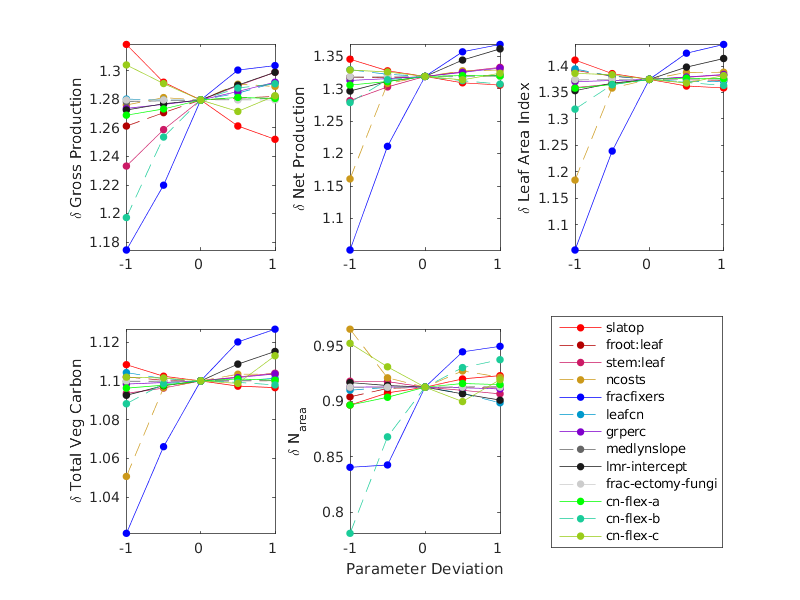 δ Gross Production
1.3
1.28
1.26
1.24
1.22
1.2
1.18
-1
0
1
δ Net Production
1.35
1.3
1.25
1.2
1.15
1.1
-1
0
1
δ Leaf Area Index
1.4
1.35
1.3
1.25
1.2
1.15
1.1
-1
0
1
δ Total Veg Carbon
1.12
1.1
1.08
1.06
1.04
-1
0
1
δ N_area
0.95
0.9
0.85
0.8
-1
0
1
Parameter Deviation
slatop
froot:leaf
stem:leaf
ncosts
fracfixers
leafcn
grperc
medlynslope
lmr-intercept
frac-ectomy-fungi
cn-flex-a
cn-flex-b
cn-flex-c